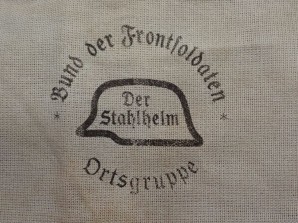 * Bund der Frontsoldaten *
Der
Stahlhelm
Ortsgruppe